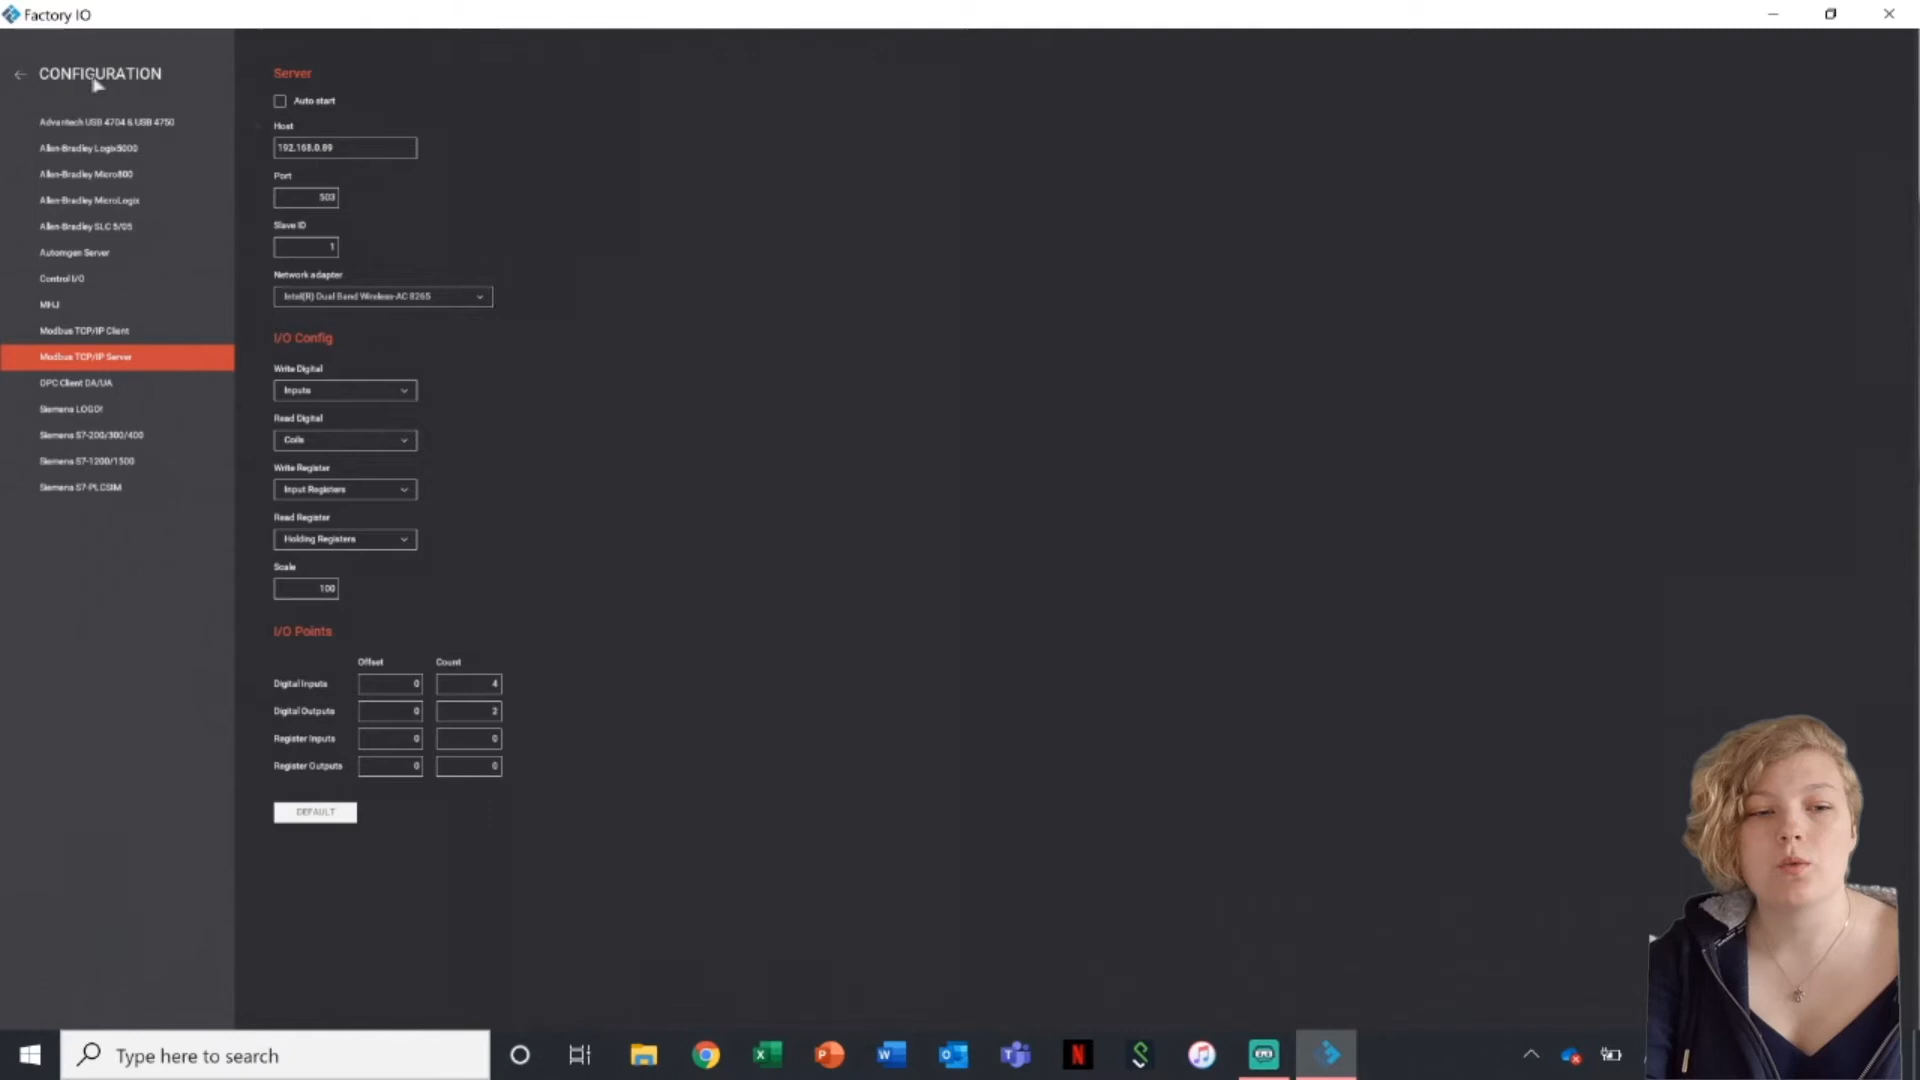 Factory IO
CONFIGURATION
Advantech USB 4704 & USB 4750
Allen-Bradley Logix5000
Allen-Bradley Micro800
Allen-Bradley MicroLogix
Allen-Bradley SLC 5/05
Automgen Server
Control I/O
MHJ
Modbus TCP/IP Client
Modbus TCP/IP Server
OPC Client DA/UA
Siemens LOGO!
Siemens S7-200/300/400
Siemens S7-1200/1500
Siemens S7-PLCSIM
Server
Auto start
Host
192.168.0.89
Port
503
Slave ID
1
Network adapter
Intel(R) Dual Band Wireless-AC 8265
I/O Config
Write Digital
Inputs
Read Digital
Coils
Write Register
Input Registers
Read Register
Holding Registers
Scale
100
I/O Points
Offset Count
Digital Inputs 0 4
Digital Outputs 0 2
Register Inputs 0 0
Register Outputs 0 0
DEFAULT
Type here to search